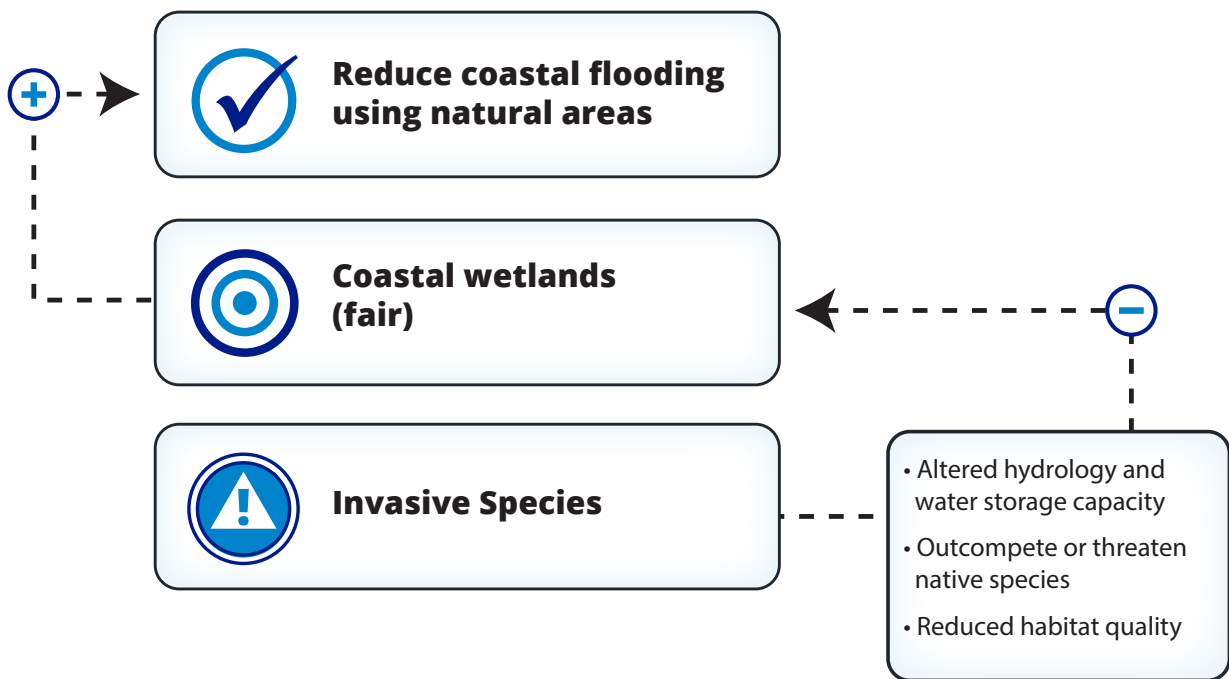 Reduce coastal flooding
using natural areas
Coastal wetlands
(fair)
Invasive Species
• Altered hydrology and
water storage capacity
• Outcompete or threaten
native species
• Reduced habitat quality